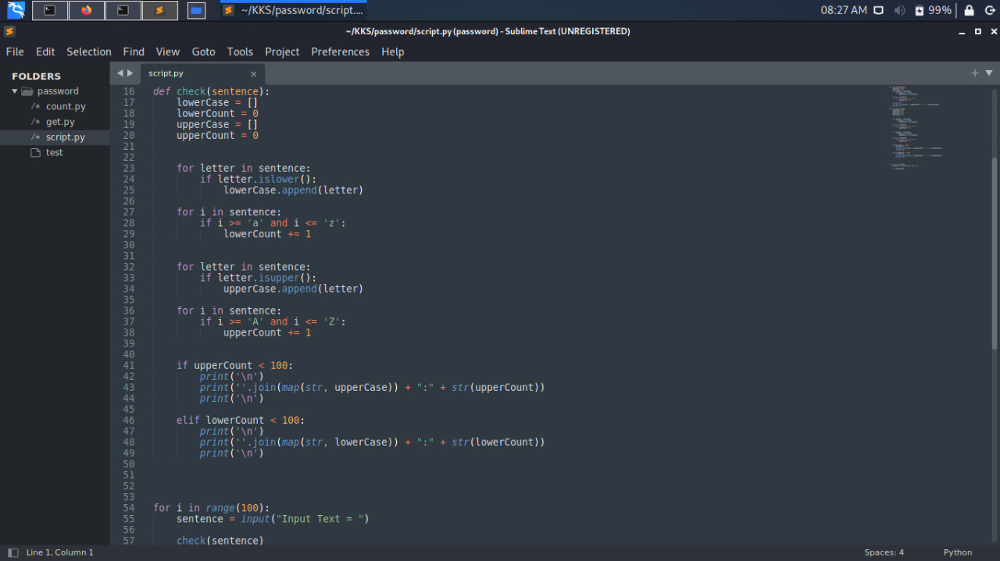 ~/KKS/password/script....
08:27 AM
99%
~/KKS/password/script.py (password) - Sublime Text (UNREGISTERED)
File Edit Selection Find View Goto Tools Project Preferences Help
FOLDERS
password
/* count.py
/* get.py
/* script.py
test
script.py
16 def check(sentence):
17     lowerCase = []
18     lowerCount = 0
19     upperCase = []
20     upperCount = 0
21
22
23     for letter in sentence:
24         if letter.islower():
25             lowerCase.append(letter)
26
27     for i in sentence:
28         if i >= 'a' and i <= 'z':
29             lowerCount += 1
30
31
32     for letter in sentence:
33         if letter.isupper():
34             upperCase.append(letter)
35
36     for i in sentence:
37         if i >= 'A' and i <= 'Z':
38             upperCount += 1
39
40
41     if upperCount < 100:
42         print('\n')
43         print(''.join(map(str, upperCase)) + ":" + str(upperCount))
44         print('\n')
45
46     elif lowerCount < 100:
47         print('\n')
48         print(''.join(map(str, lowerCase)) + ":" + str(lowerCount))
49         print('\n')
50
51
52
53
54 for i in range(100):
55     sentence = input("Input Text = ")
56
57     check(sentence)
Line 1, Column 1
Spaces: 4
Python